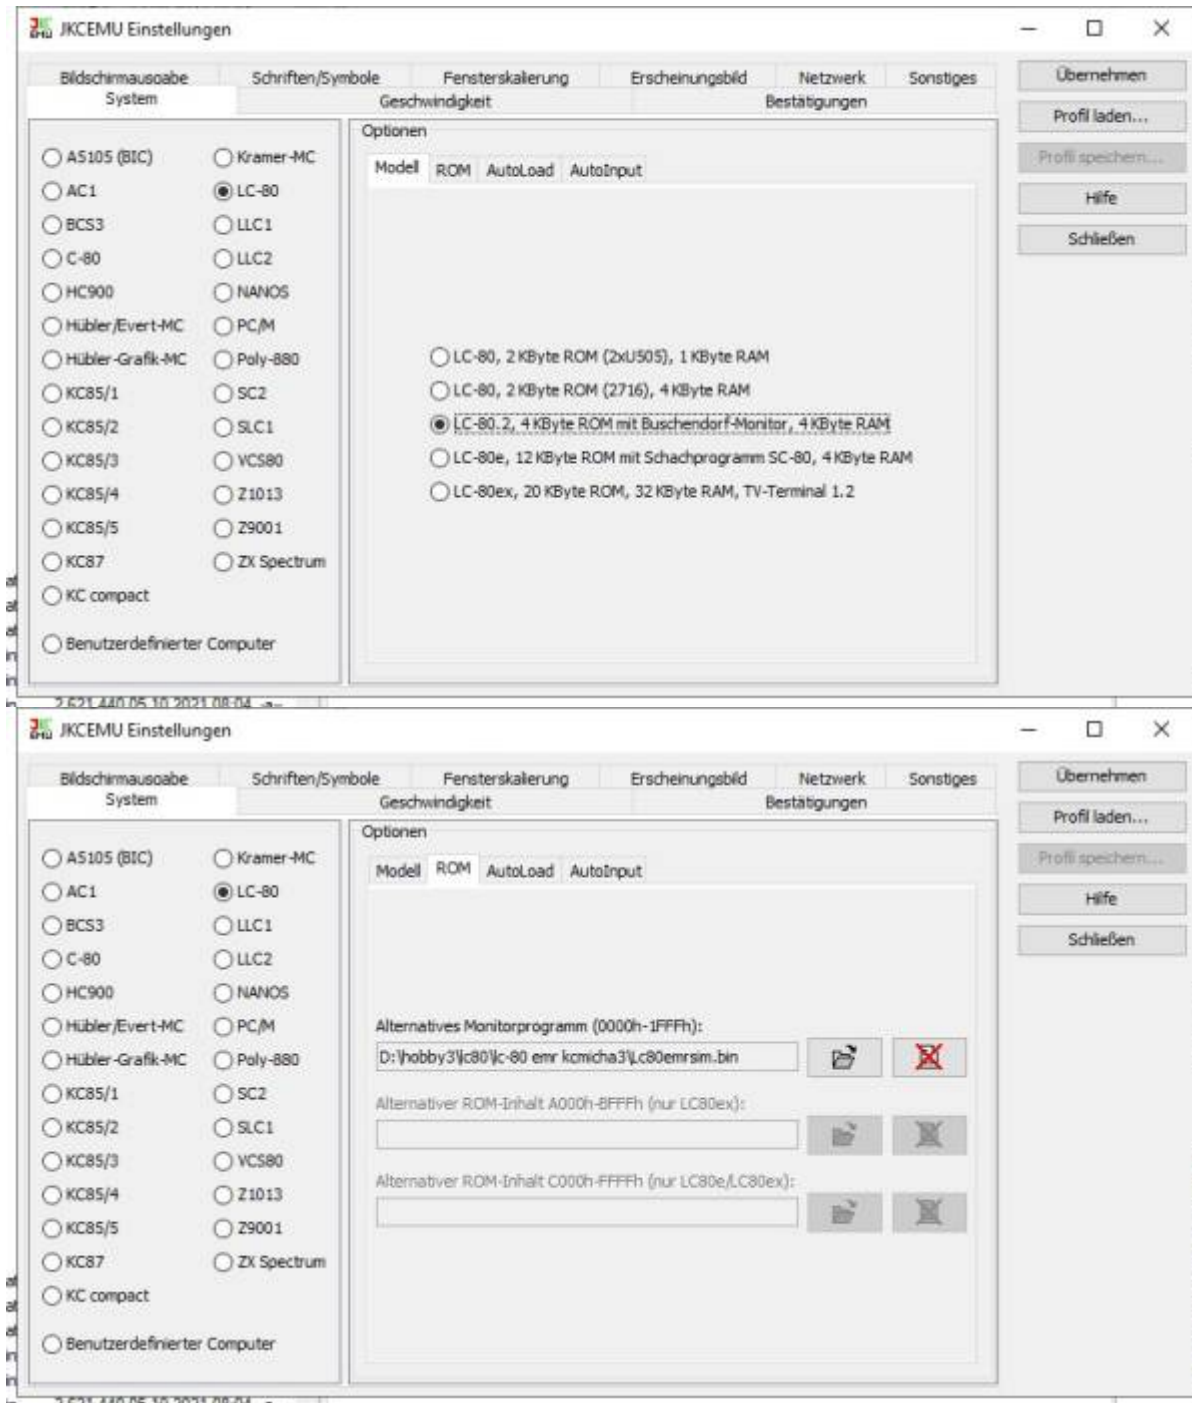 JKCEMU Einstellungen
Bildschirmausgabe Schriften/Symbole Fensterskalierung Erscheinungsbild Netzwerk Sonstiges
System Geschwindigkeit Bestätigungen
Übernehmen
Profil laden...
Profil speichern...
Hilfe
Schließen
A5105 (BIC) Kramer-MC
AC1 LC-80
BCS3 LLC1
C-80 LLC2
HC900 NANOS
Hübler/Evert-MC PC/M
Hübler-Grafik-MC Poly-880
KC85/1 SC2
KC85/2 SLC1
KC85/3 VCS80
KC85/4 Z1013
KC85/5 Z9001
KC87 ZX Spectrum
KC compact
Benutzerdefinierter Computer
Optionen
Modell ROM AutoLoad AutoInput
LC-80, 2 KByte ROM (2xU505), 1 KByte RAM
LC-80, 2 KByte ROM (2716), 4 KByte RAM
LC-80.2, 4 KByte ROM mit Buschendorf-Monitor, 4 KByte RAM
LC-80e, 12 KByte ROM mit Schachprogramm SC-80, 4 KByte RAM
LC-80ex, 20 KByte ROM, 32 KByte RAM, TV-Terminal 1.2
2.621.440 05.10.2021 08:04 -a--
JKCEMU Einstellungen
Bildschirmausgabe Schriften/Symbole Fensterskalierung Erscheinungsbild Netzwerk Sonstiges
System Geschwindigkeit Bestätigungen
Übernehmen
Profil laden...
Profil speichern...
Hilfe
Schließen
A5105 (BIC) Kramer-MC
AC1 LC-80
BCS3 LLC1
C-80 LLC2
HC900 NANOS
Hübler/Evert-MC PC/M
Hübler-Grafik-MC Poly-880
KC85/1 SC2
KC85/2 SLC1
KC85/3 VCS80
KC85/4 Z1013
KC85/5 Z9001
KC87 ZX Spectrum
KC compact
Benutzerdefinierter Computer
Optionen
Modell ROM AutoLoad AutoInput
Alternatives Monitorprogramm (0000h-1FFFh):
D:\hobby3\lc80\lc-80 emr kcmicha3\Lc80emrsim.bin
Alternativer ROM-Inhalt A000h-BFFFh (nur LC80ex):
Alternativer ROM-Inhalt C000h-FFFFh (nur LC80e/LC80ex):